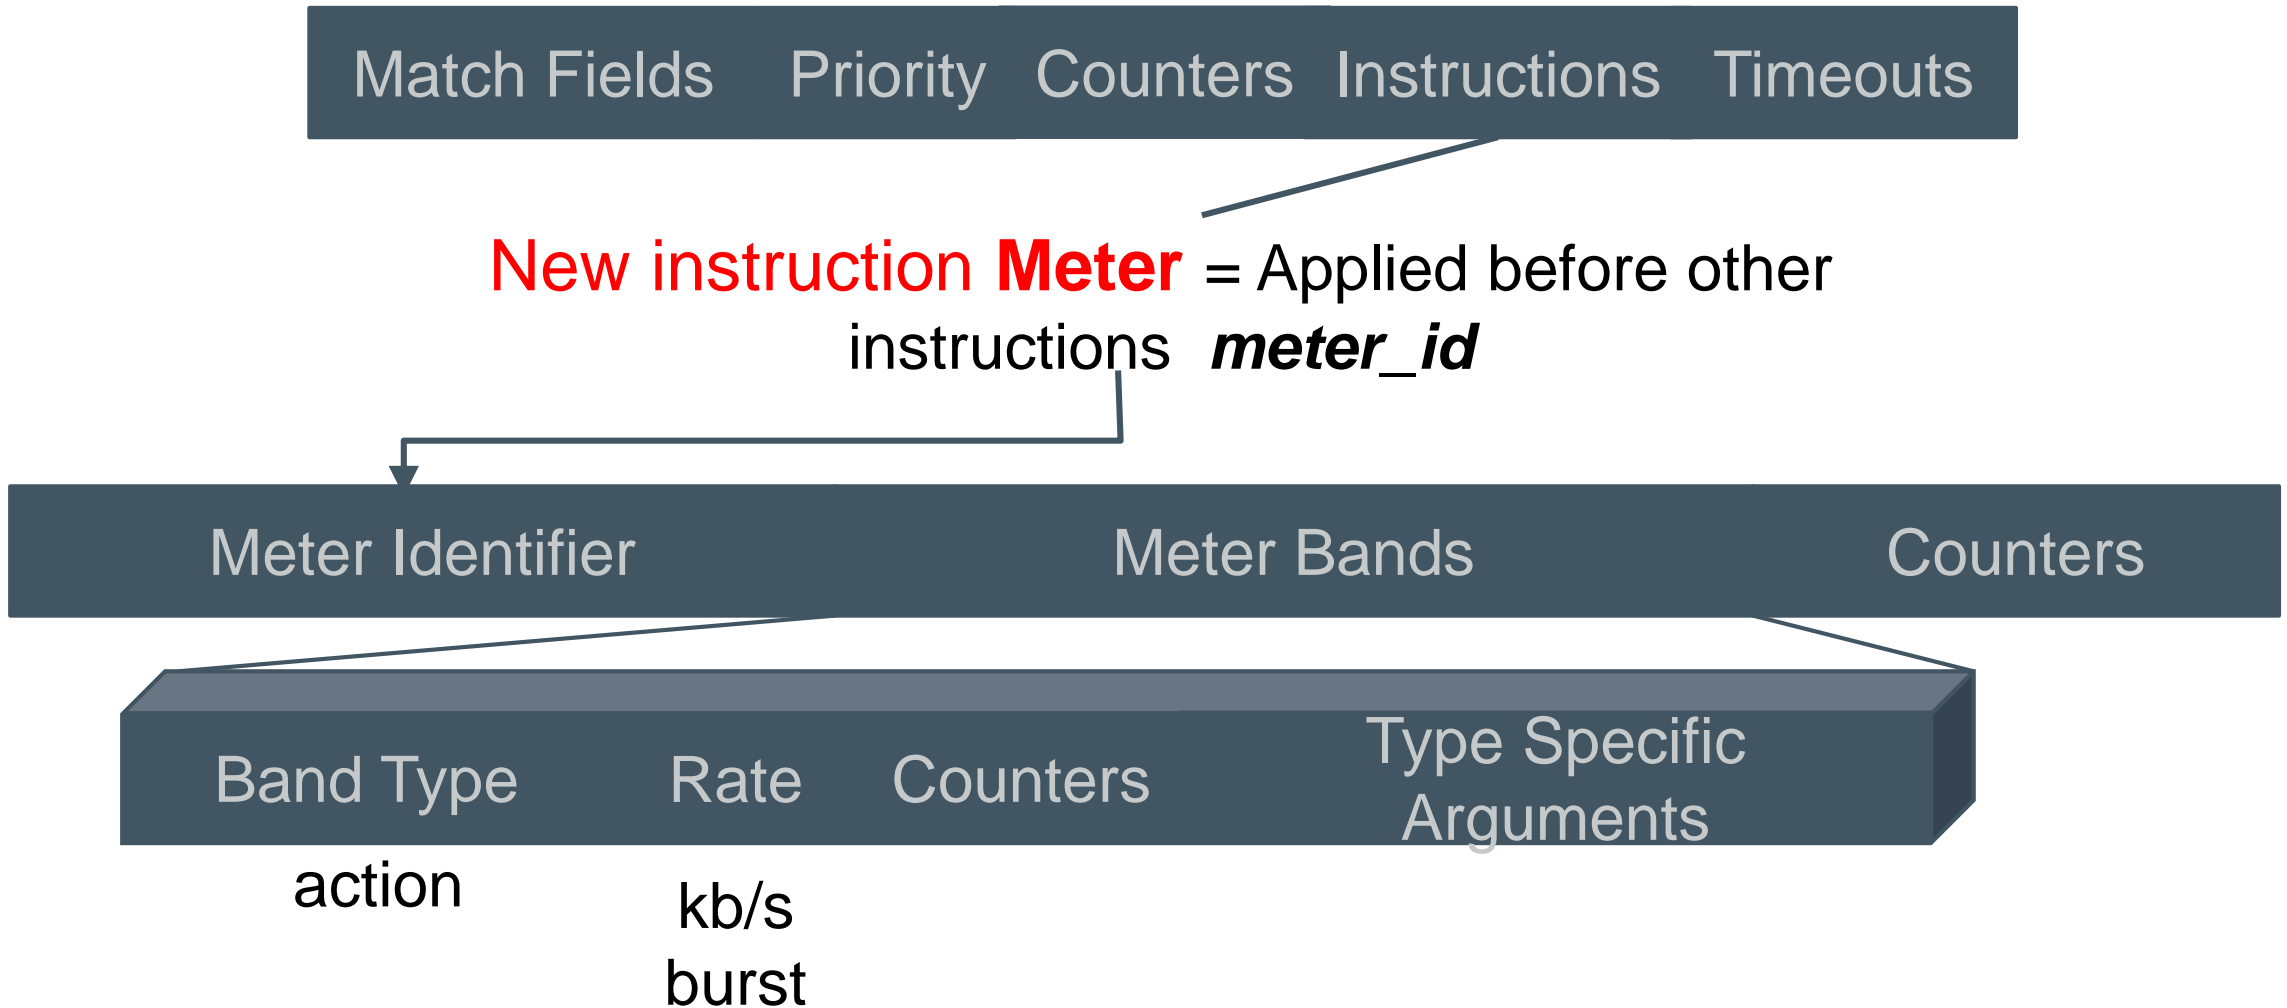 Match Fields Priority Counters Instructions Timeouts
New instruction Meter = Applied before other
instructions meter_id
Meter Identifier Meter Bands Counters
Band Type Rate Counters Type Specific
Arguments
action
kb/s
burst